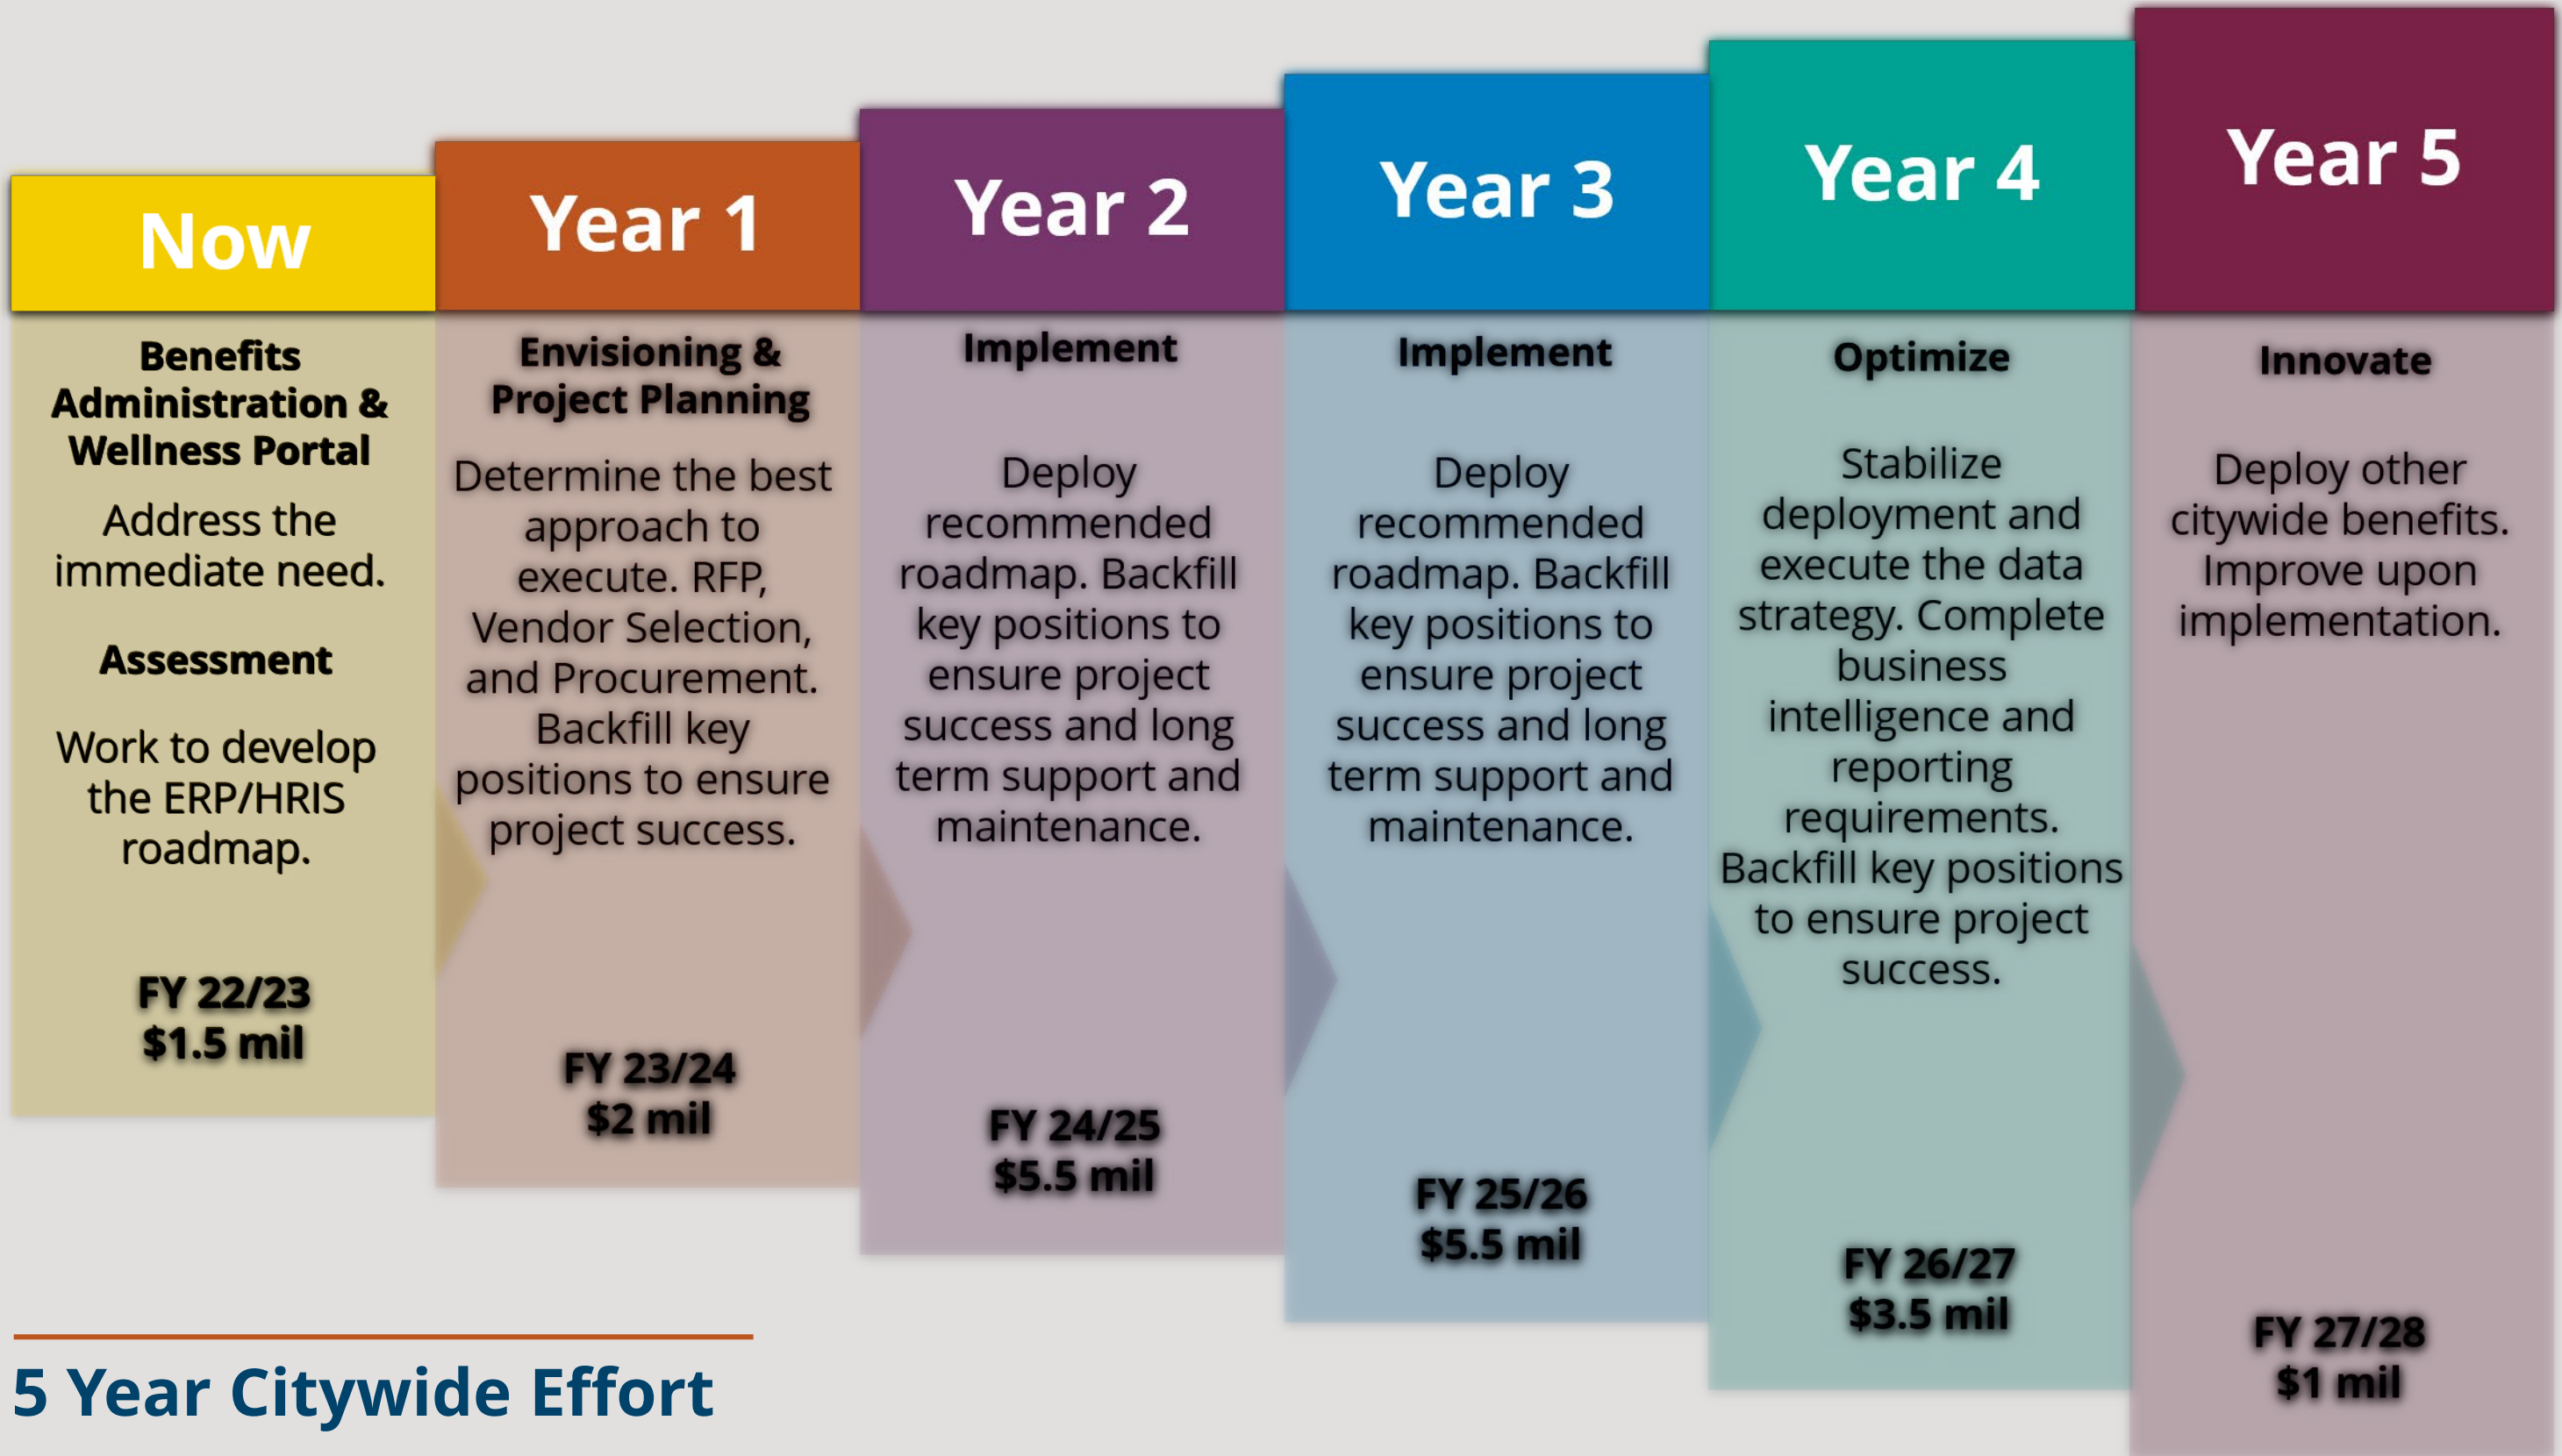 Now
Benefits
Administration &
Wellness Portal
Address the
immediate need.
Assessment
Work to develop
the ERP/HRIS
roadmap.
FY 22/23
$1.5 mil
Year 1
Envisioning &
Project Planning
Determine the best
approach to
execute. RFP,
Vendor Selection,
and Procurement.
Backfill key
positions to ensure
project success.
FY 23/24
$2 mil
Year 2
Implement
Deploy
recommended
roadmap. Backfill
key positions to
ensure project
success and long
term support and
maintenance.
FY 24/25
$5.5 mil
Year 3
Implement
Deploy
recommended
roadmap. Backfill
key positions to
ensure project
success and long
term support and
maintenance.
FY 25/26
$5.5 mil
Year 4
Optimize
Stabilize
deployment and
execute the data
strategy. Complete
business
intelligence and
reporting
requirements.
Backfill key positions
to ensure project
success.
FY 26/27
$3.5 mil
Year 5
Innovate
Deploy other
citywide benefits.
Improve upon
implementation.
FY 27/28
$1 mil
5 Year Citywide Effort